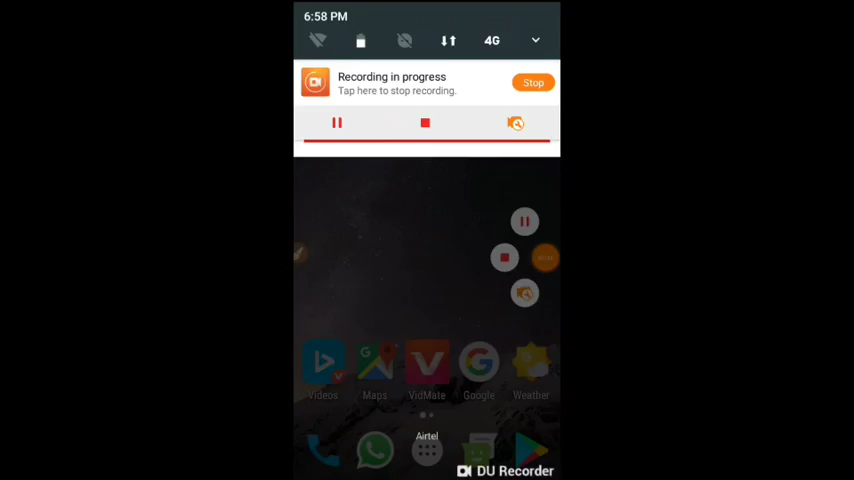 6:58 PM
4G
Recording in progress
Tap here to stop recording.
Stop
Videos
Maps
VidMate
Google
Weather
Airtel
DU Recorder